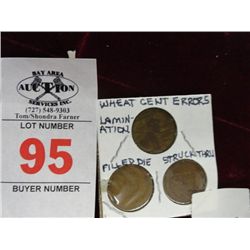 BAY AREA
AUCTION
SERVICES INC.
(727) 548-9303
Tom/Shondra Farner
LOT NUMBER
95
BUYER NUMBER
WHEAT CENT ERRORS
LAMIN-
ATION
FILLED DIE STRUCK THRU